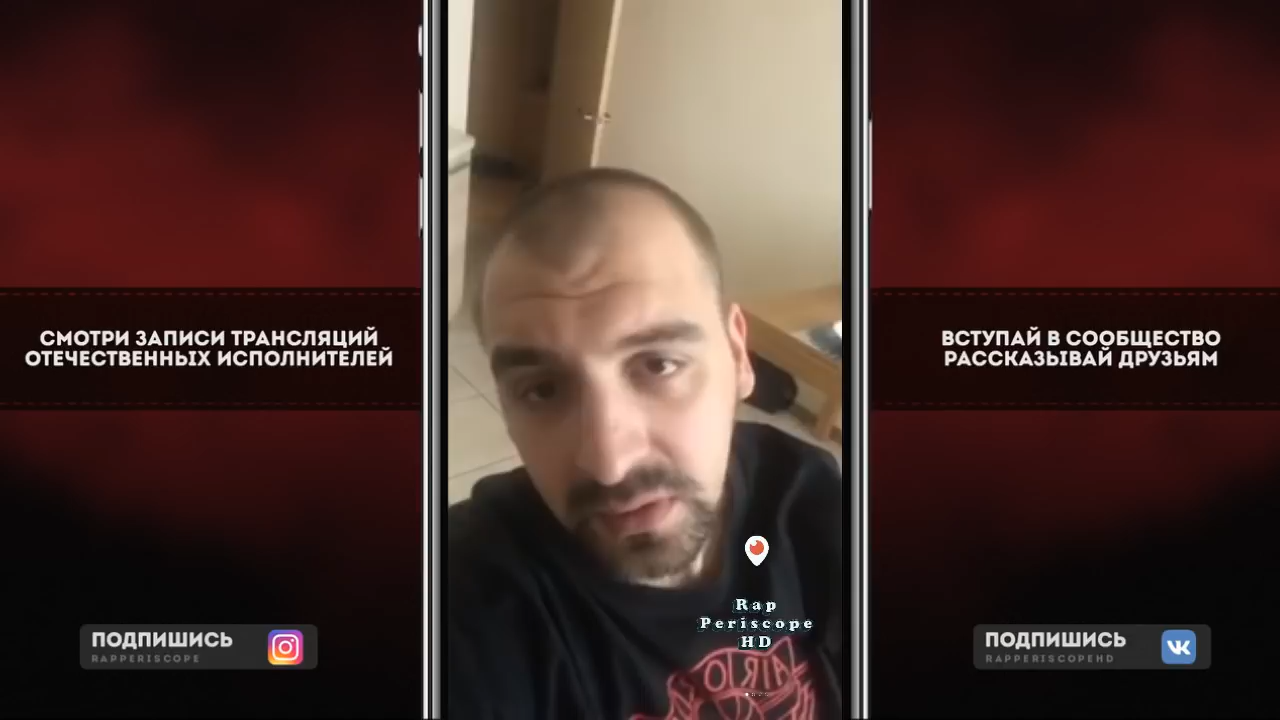 СМОТРИ ЗАПИСИ ТРАНСЛЯЦИЙ
ОТЕЧЕСТВЕННЫХ ИСПОЛНИТЕЛЕЙ
ВСТУПАЙ В СООБЩЕСТВО
РАССКАЗЫВАЙ ДРУЗЬЯМ
Rap
Periscope
HD
ПОДПИШИСЬ
RAPPERISCOPE
ПОДПИШИСЬ
RAPPERISCOPEHD